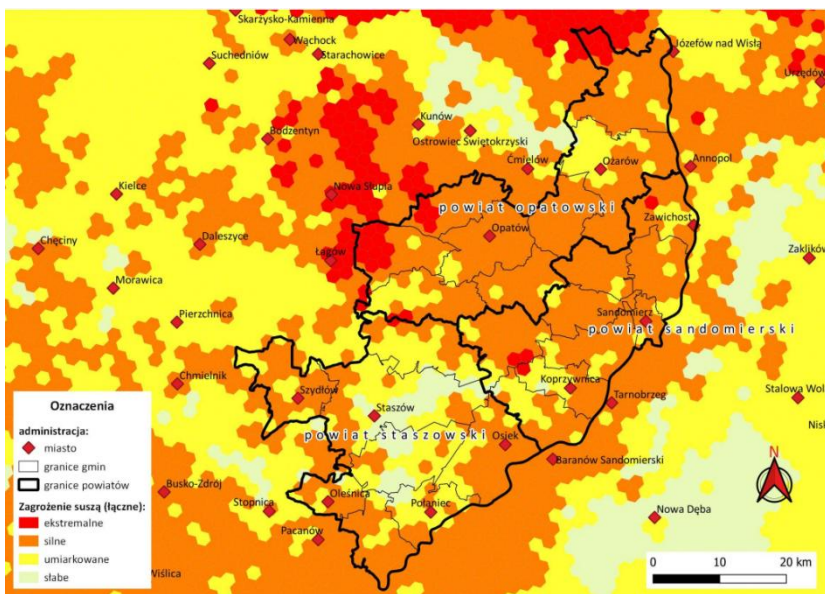 Skarżysko-Kamienna
Wąchock
Starachowice
Suchedniów
Józefów nad Wisłą
Urzędów
Kunów
Bodzentyn
Ostrowiec Świętokrzyski
Ćmielów
Ożarów
Annopol
Kielce
Nowa Słupia
powiat opatowski
Zawichost
Opatów
Chęciny
Daleszyce
Łagów
Zaklików
Morawica
Pierzchnica
Sandomierz
powiat sandomierski
Chmielnik
Szydłów
Koprzywnica
Tarnobrzeg
Stalowa Wol
Staszów
Nisk
powiat staszowski
Osiek
Baranów Sandomierski
Busko-Zdrój
Stopnica
Oleśnica
Połaniec
Nowa Dęba
Pacanów
Wiślica
Oznaczenia
administracja:
miasto
granice gmin
granice powiatów
Zagrożenie suszą (łączne):
ekstremalne
silne
umiarkowane
słabe
N
0 10 20 km